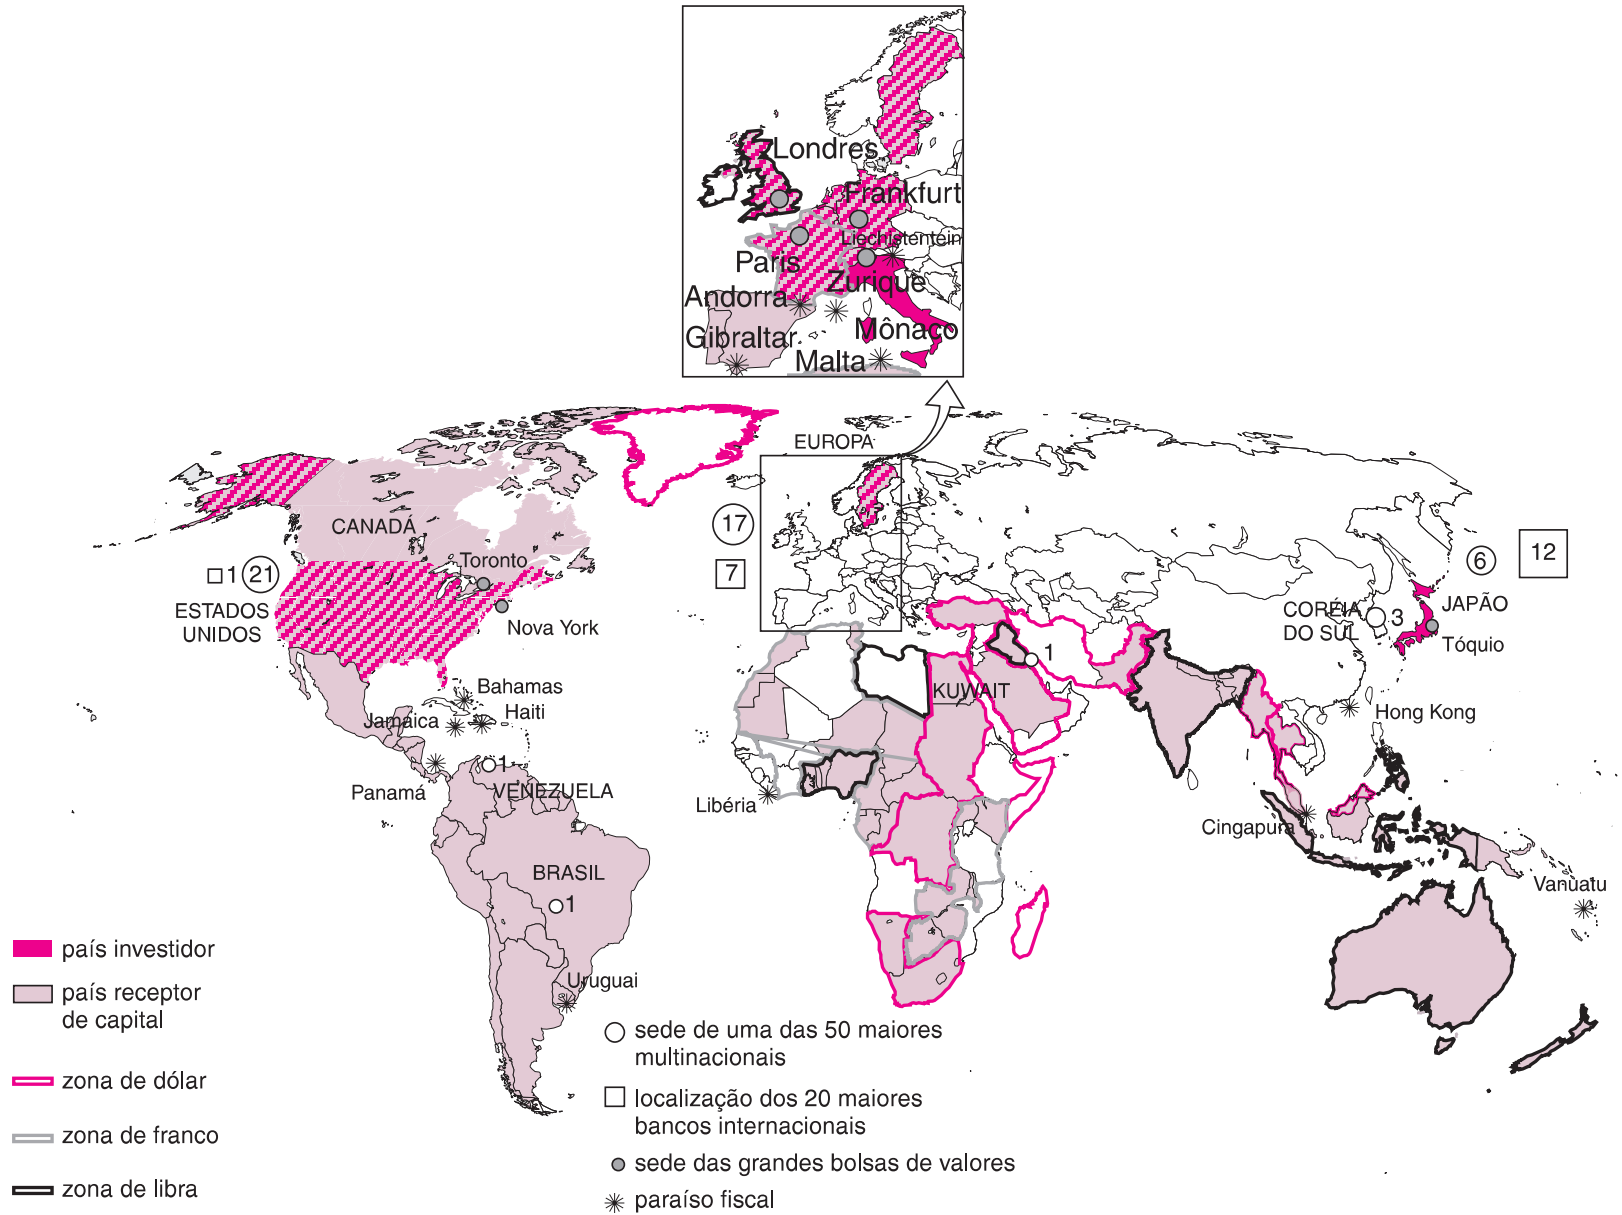 Londres
Frankfurt
Liechistentein
Paris
Zurique
Andorra
Mônaco
Gibraltar
Malta
EUROPA
17
7
CANADÁ
Toronto
1 21
ESTADOS
UNIDOS
Nova York
6
12
CORÉIA
DO SUL
3
JAPÃO
Tóquio
1
KUWAIT
Bahamas
Jamaica
Haiti
Hong Kong
1
Panamá
VENEZUELA
Libéria
Cingapura
BRASIL
1
Vanuatu
Uruguai
país investidor
país receptor
de capital
zona de dólar
zona de franco
zona de libra
sede de uma das 50 maiores
multinacionais
localização dos 20 maiores
bancos internacionais
sede das grandes bolsas de valores
paraíso fiscal